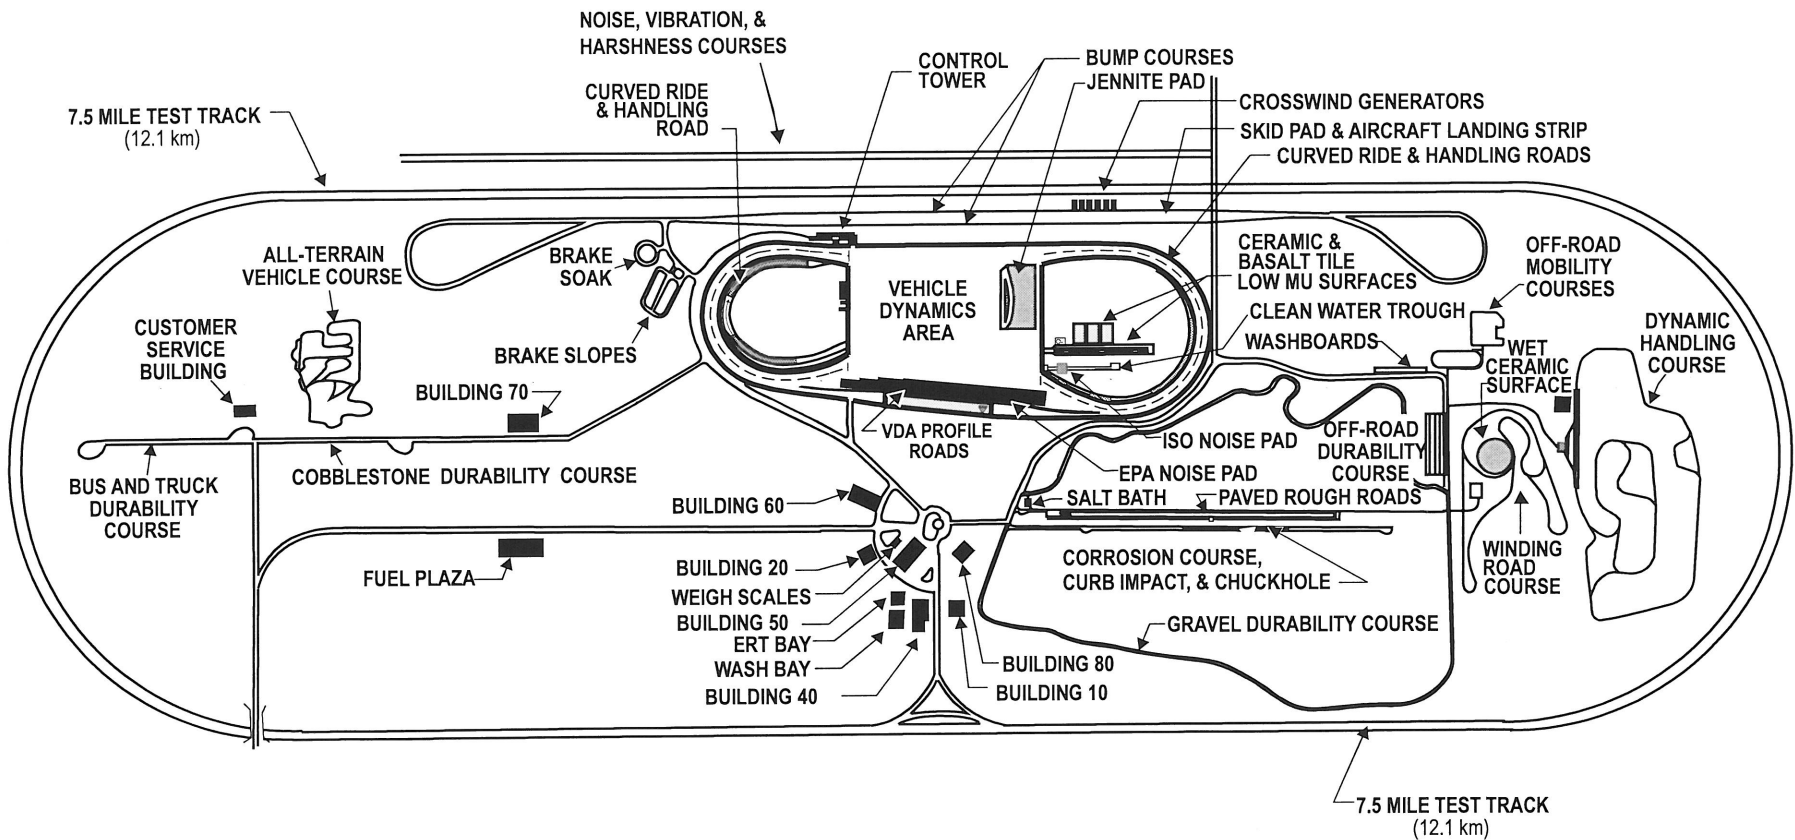 NOISE, VIBRATION, &
HARSHNESS COURSES
CURVED RIDE
& HANDLING
ROAD
CONTROL
TOWER
BUMP COURSES
JENNITE PAD
CROSSWIND GENERATORS
SKID PAD & AIRCRAFT LANDING STRIP
CURVED RIDE & HANDLING ROADS
7.5 MILE TEST TRACK
(12.1 km)
ALL-TERRAIN
VEHICLE COURSE
BRAKE
SOAK
BRAKE SLOPES
VEHICLE
DYNAMICS
AREA
CERAMIC &
BASALT TILE
LOW MU SURFACES
CLEAN WATER TROUGH
WASHBOARDS
OFF-ROAD
MOBILITY
COURSES
WET
CERAMIC
SURFACE
DYNAMIC
HANDLING
COURSE
CUSTOMER
SERVICE
BUILDING
BUILDING 70
VDA PROFILE
ROADS
ISO NOISE PAD
EPA NOISE PAD
OFF-ROAD
DURABILITY
COURSE
BUS AND TRUCK
DURABILITY
COURSE
COBBLESTONE DURABILITY COURSE
BUILDING 60
SALT BATH
PAVED ROUGH ROADS
FUEL PLAZA
BUILDING 20
WEIGH SCALES
BUILDING 50
ERT BAY
WASH BAY
BUILDING 40
CORROSION COURSE,
CURB IMPACT, & CHUCKHOLE
WINDING
ROAD
COURSE
GRAVEL DURABILITY COURSE
BUILDING 80
BUILDING 10
7.5 MILE TEST TRACK
(12.1 km)